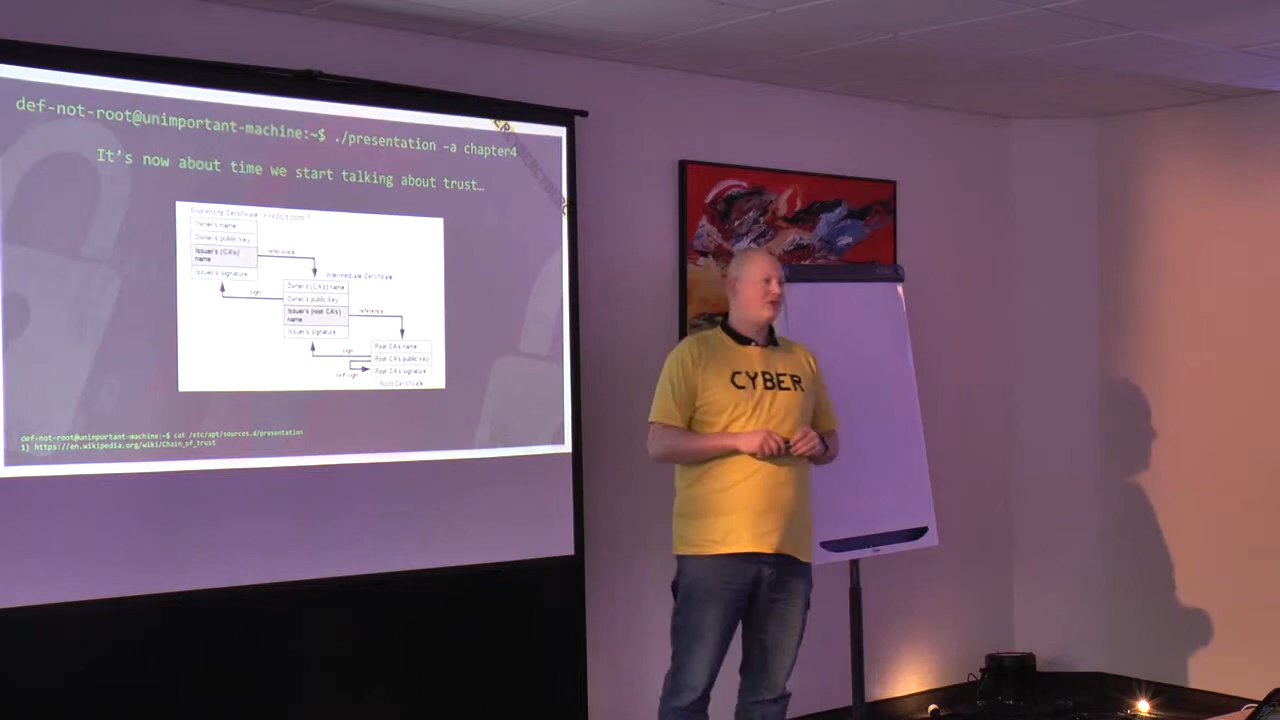 def-not-root@unimportant-machine:~$ ./presentation -a chapter4
It's now about time we start talking about trust…
Owner's name
Owner's public key
Issuer's (CA's)
name
Issuer's signature
reference
sign
Intermediate Certificate
Owner's (CA's) name
Owner's public key
Issuer's (root CA's)
name
Issuer's signature
reference
sign
Root CA's name
Root CA's public key
Root CA's signature
self-sign
Root Certificate
def-not-root@unimportant-machine:~$ cat /etc/apt/sources.d/presentation
1) https://en.wikipedia.org/wiki/Chain_of_trust
CYBER